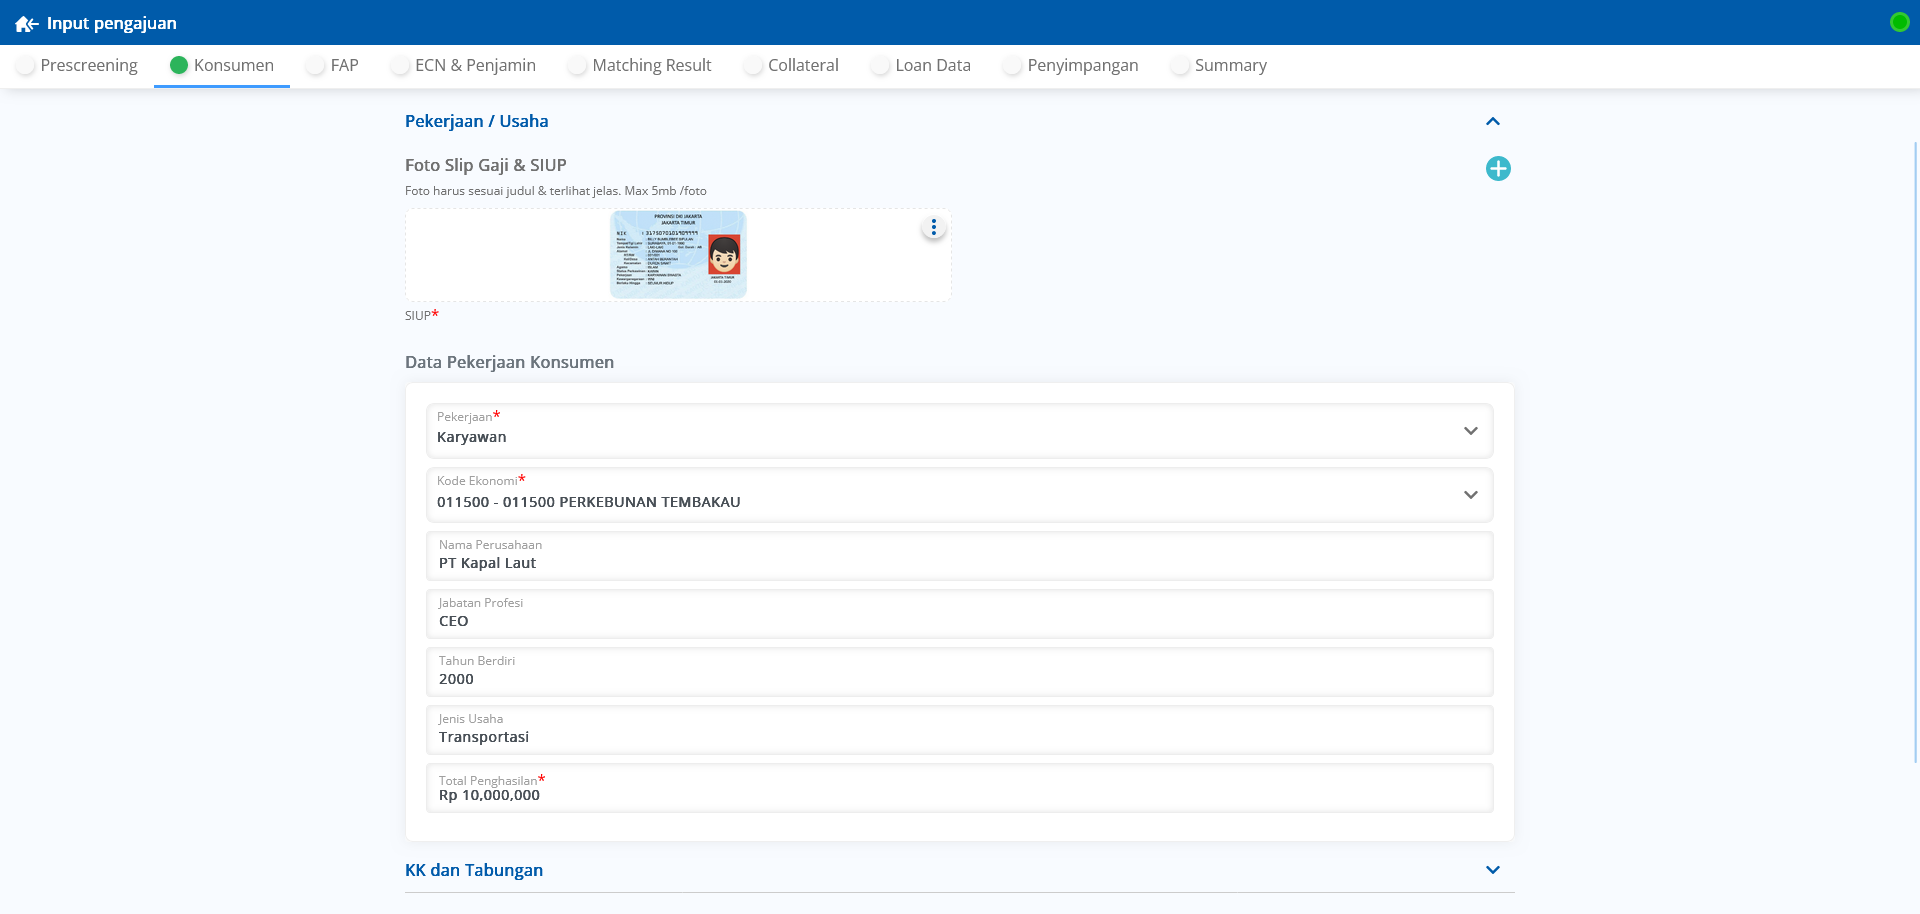 Input pengajuan
Prescreening
Konsumen
FAP
ECN & Penjamin
Matching Result
Collateral
Loan Data
Penyimpangan
Summary
Pekerjaan / Usaha
Foto Slip Gaji & SIUP
Foto harus sesuai judul & terlihat jelas. Max 5mb /foto
PROVINSI DKI JAKARTA
JAKARTA TIMUR
NIK
SIUP*
Data Pekerjaan Konsumen
Pekerjaan*
Karyawan
Kode Ekonomi*
011500 - 011500 PERKEBUNAN TEMBAKAU
Nama Perusahaan
PT Kapal Laut
Jabatan Profesi
CEO
Tahun Berdiri
2000
Jenis Usaha
Transportasi
Total Penghasilan*
Rp 10,000,000
KK dan Tabungan